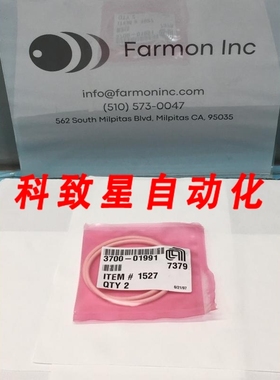 Farmon Inc
info@farmoninc.com
(510) 573-0047
562 South Milpitas Blvd, Milpitas CA, 95035
科致星自动化
3700-01991
7379
ITEM # 1527
QTY 2